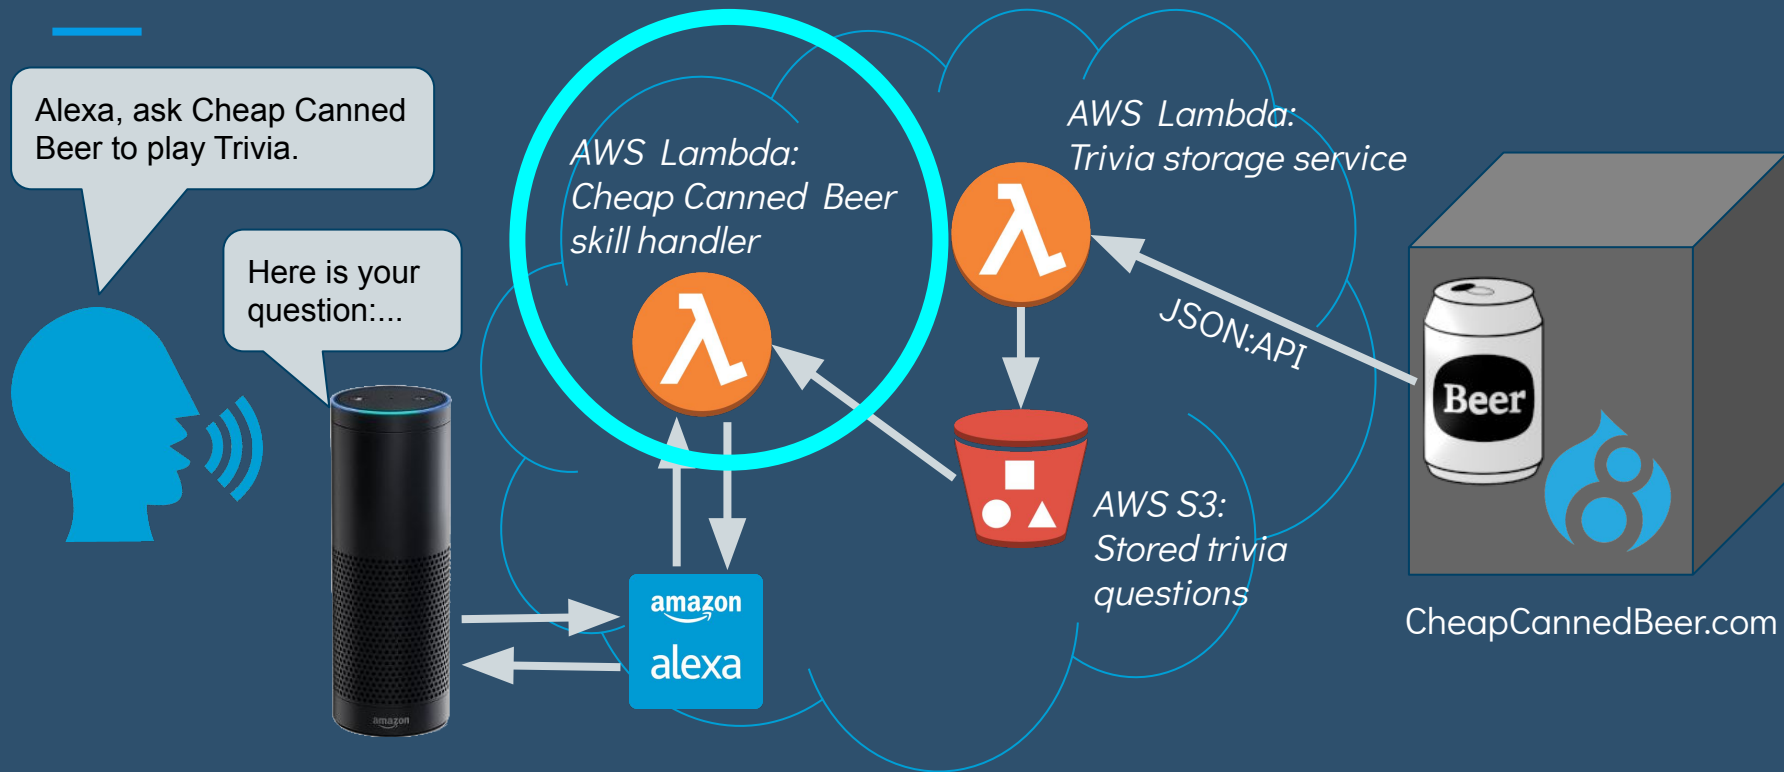 Alexa, ask Cheap Canned
Beer to play Trivia.
Here is your
question:...
amazon
AWS Lambda:
Cheap Canned Beer
skill handler
λ
amazon
alexa
AWS Lambda:
Trivia storage service
λ
JSON:API
AWS S3:
Stored trivia
questions
Beer
CheapCannedBeer.com